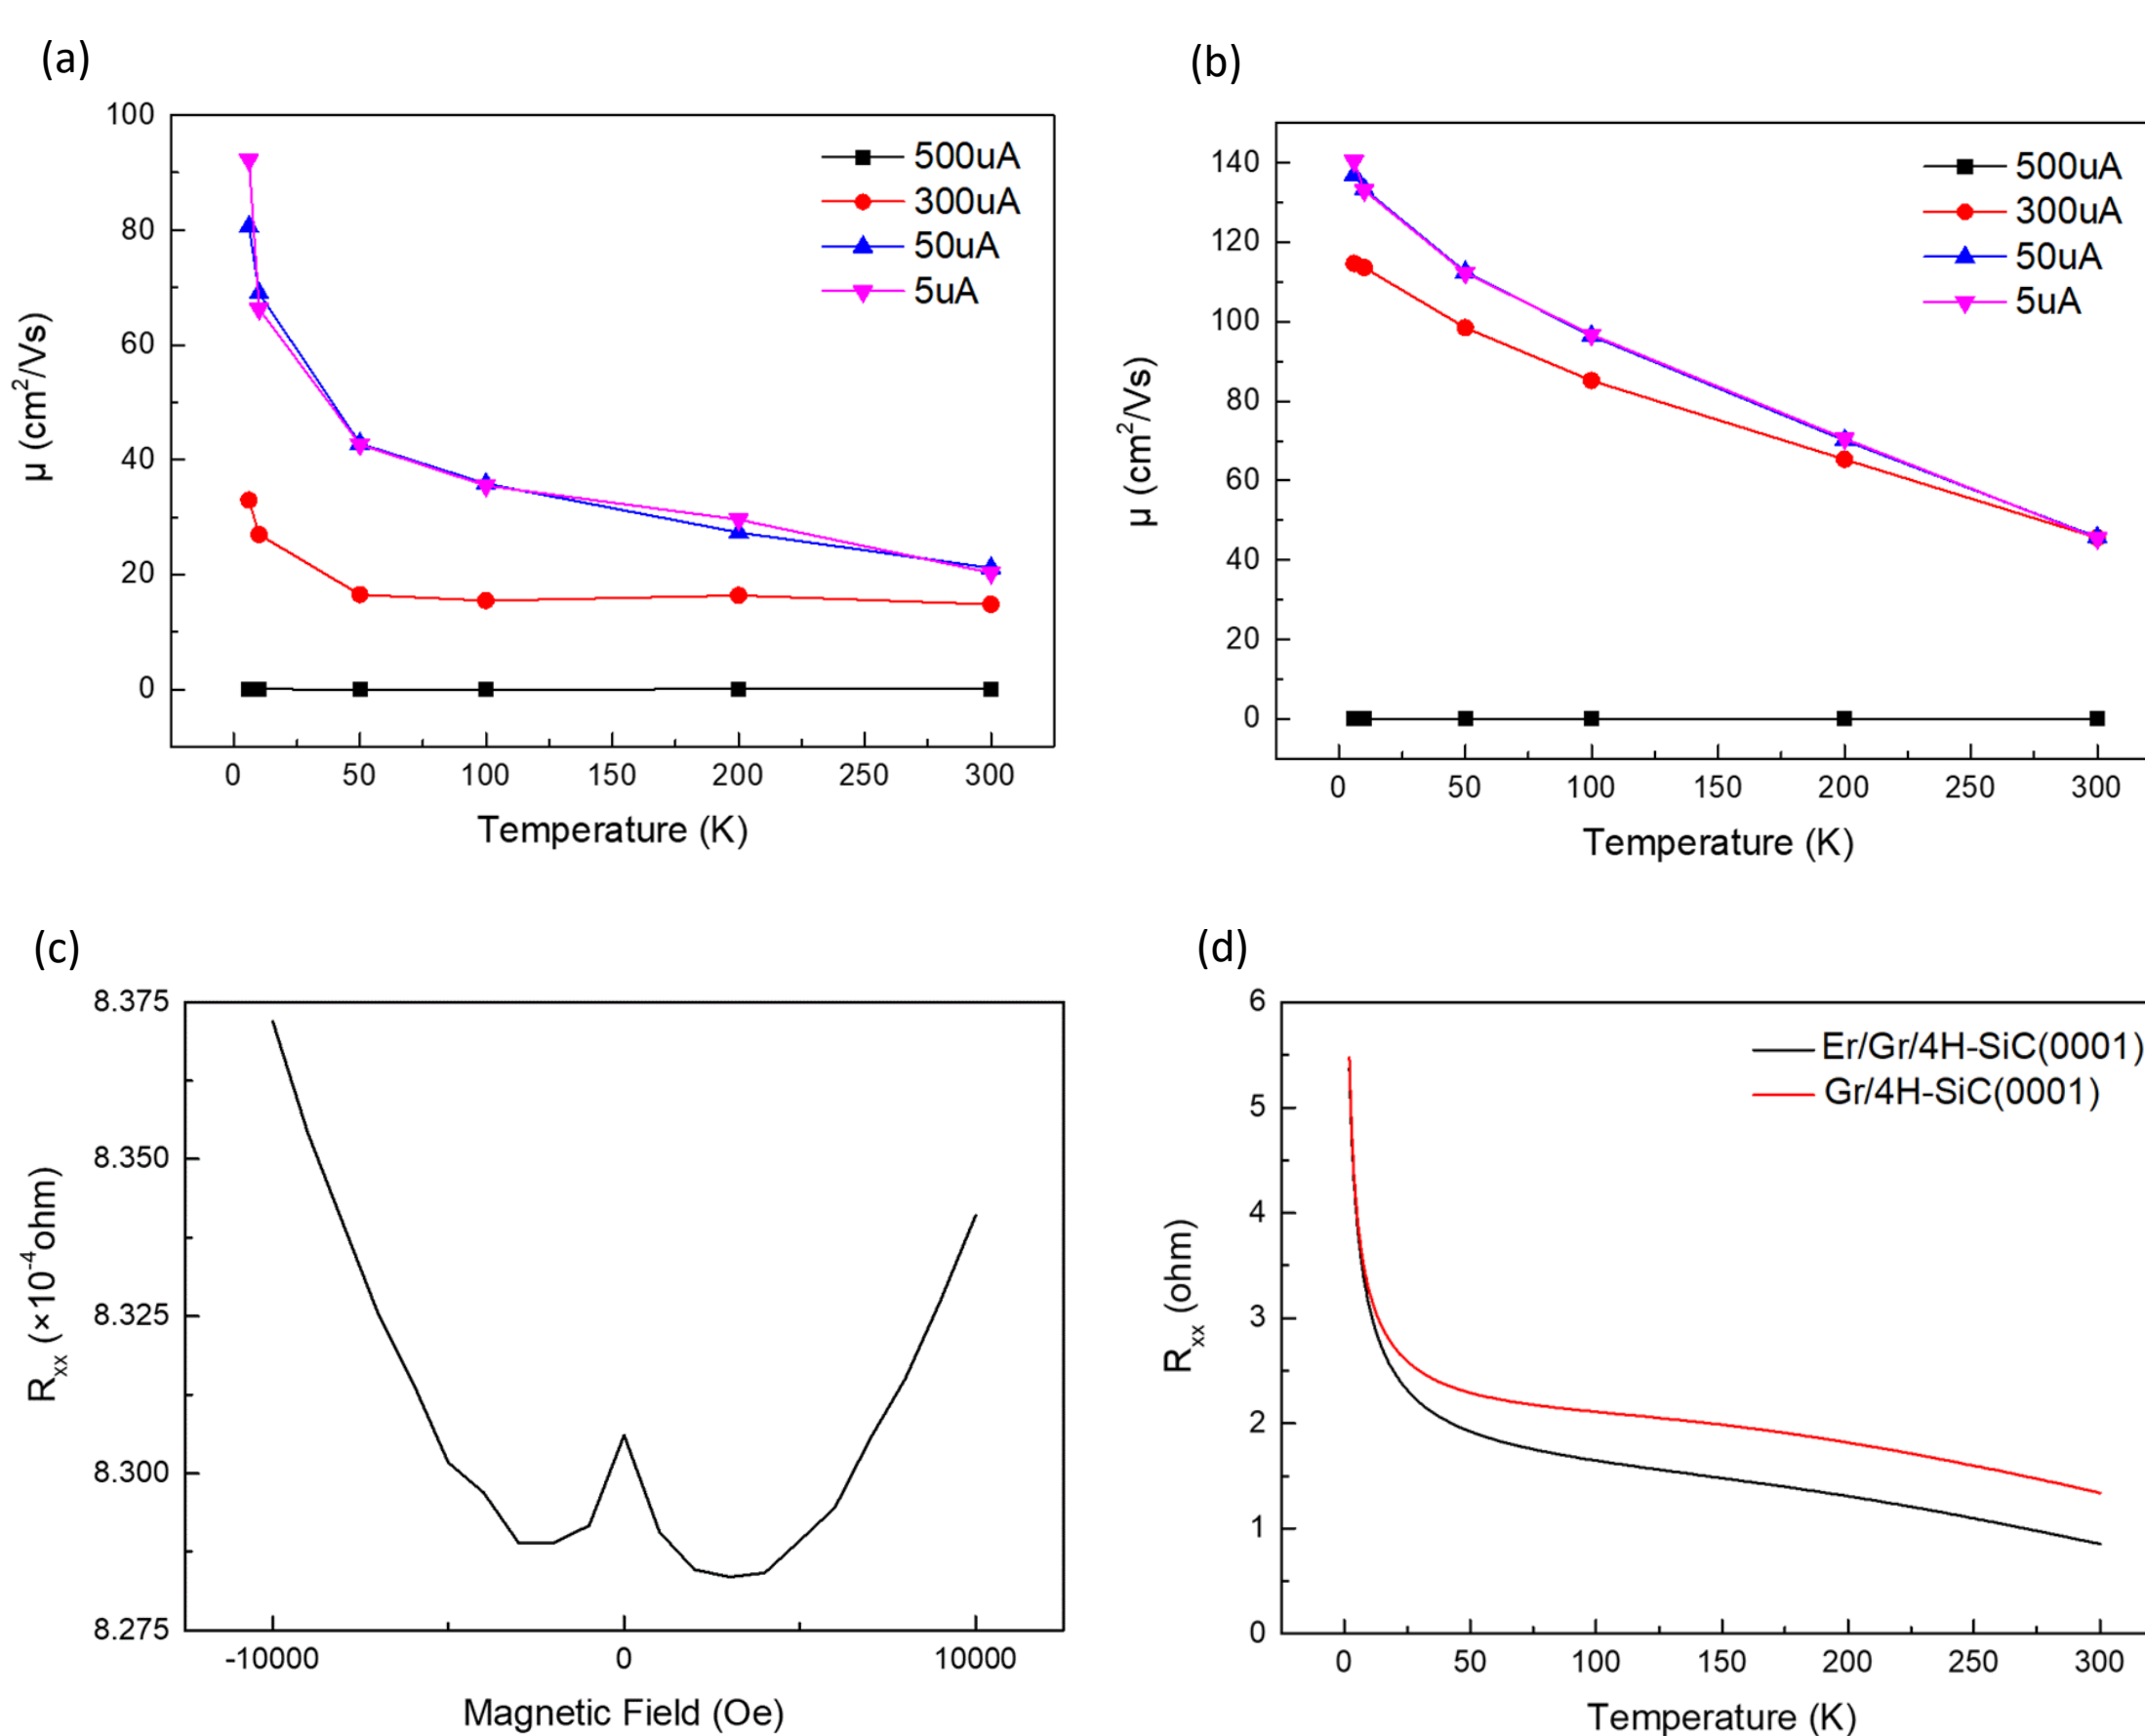 (a)
100
80
60
40
20
0
μ (cm²/Vs)
500uA
300uA
50uA
5uA
0 50 100 150 200 250 300
Temperature (K)
(b)
140
120
100
80
60
40
20
0
μ (cm²/Vs)
500uA
300uA
50uA
5uA
0 50 100 150 200 250 300
Temperature (K)
(c)
8.375
8.350
8.325
8.300
8.275
Rxx (×10⁻⁴ohm)
-10000 0 10000
Magnetic Field (Oe)
(d)
6
5
4
3
2
1
0
Rxx (ohm)
Er/Gr/4H-SiC(0001)
Gr/4H-SiC(0001)
0 50 100 150 200 250 300
Temperature (K)